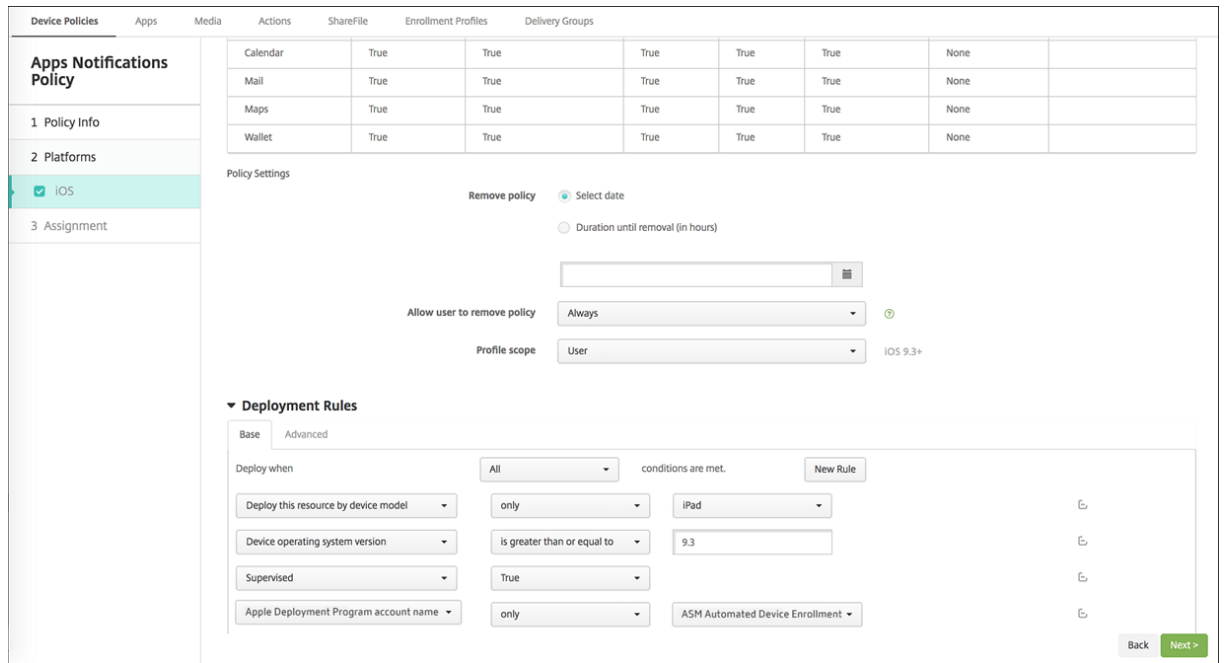 Device Policies Apps Media Actions ShareFile Enrollment Profiles Delivery Groups
Apps Notifications
Policy
1 Policy Info
2 Platforms
iOS
3 Assignment
Calendar True True True True True None
Mail True True True True True None
Maps True True True True True None
Wallet True True True True True None
Policy Settings
Remove policy Select date
Duration until removal (in hours)
Allow user to remove policy Always ?
Profile scope User iOS 9.3+
Deployment Rules
Base Advanced
Deploy when All conditions are met. New Rule
Deploy this resource by device model only iPad
Device operating system version is greater than or equal to 9.3
Supervised True
Apple Deployment Program account name only ASM Automated Device Enrollment
Back Next >